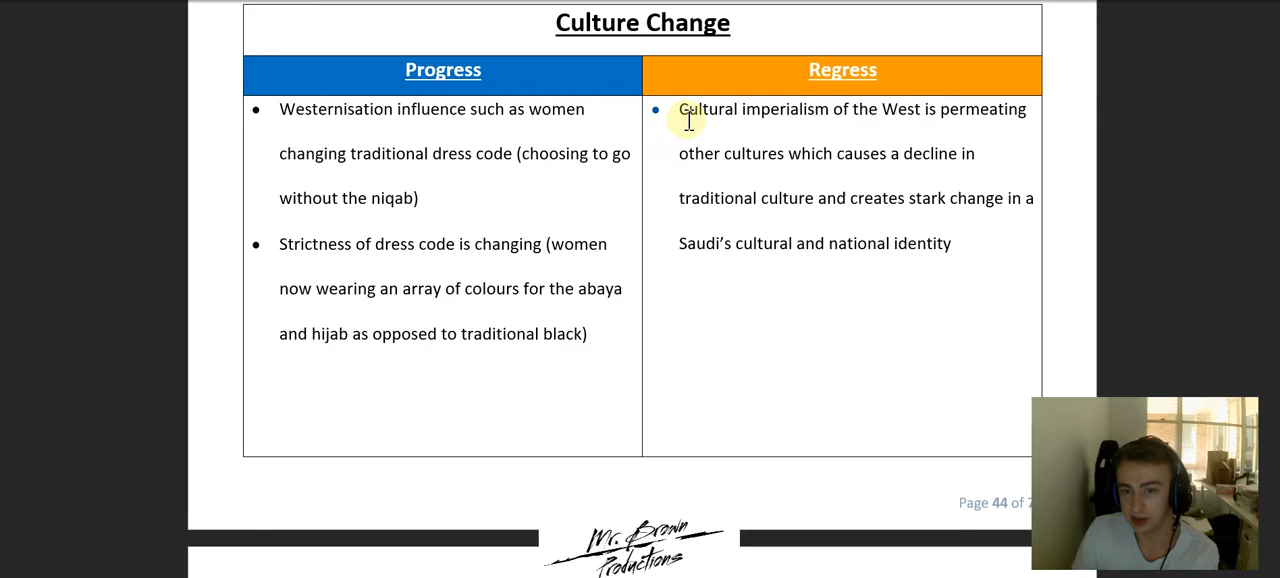 Culture Change
Progress
Regress
• Westernisation influence such as women
changing traditional dress code (choosing to go
without the niqab)
• Strictness of dress code is changing (women
now wearing an array of colours for the abaya
and hijab as opposed to traditional black)
• Cultural imperialism of the West is permeating
other cultures which causes a decline in
traditional culture and creates stark change in a
Saudi’s cultural and national identity
Page 44 of 7
Mr. Brown
Productions